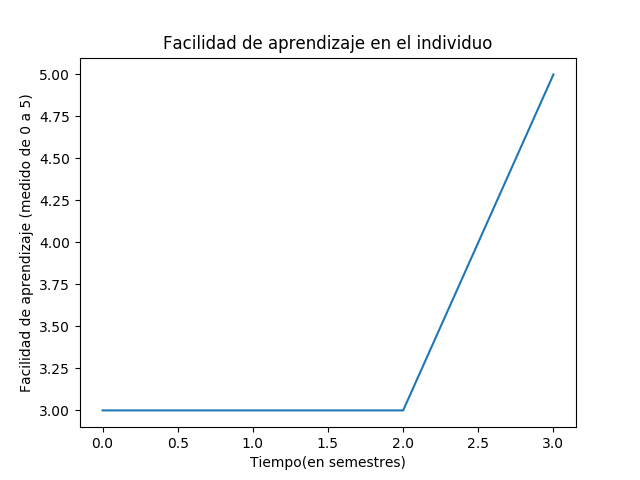 Facilidad de aprendizaje en el individuo
Facilidad de aprendizaje (medido de 0 a 5)
5.00
4.75
4.50
4.25
4.00
3.75
3.50
3.25
3.00
0.0 0.5 1.0 1.5 2.0 2.5 3.0
Tiempo(en semestres)